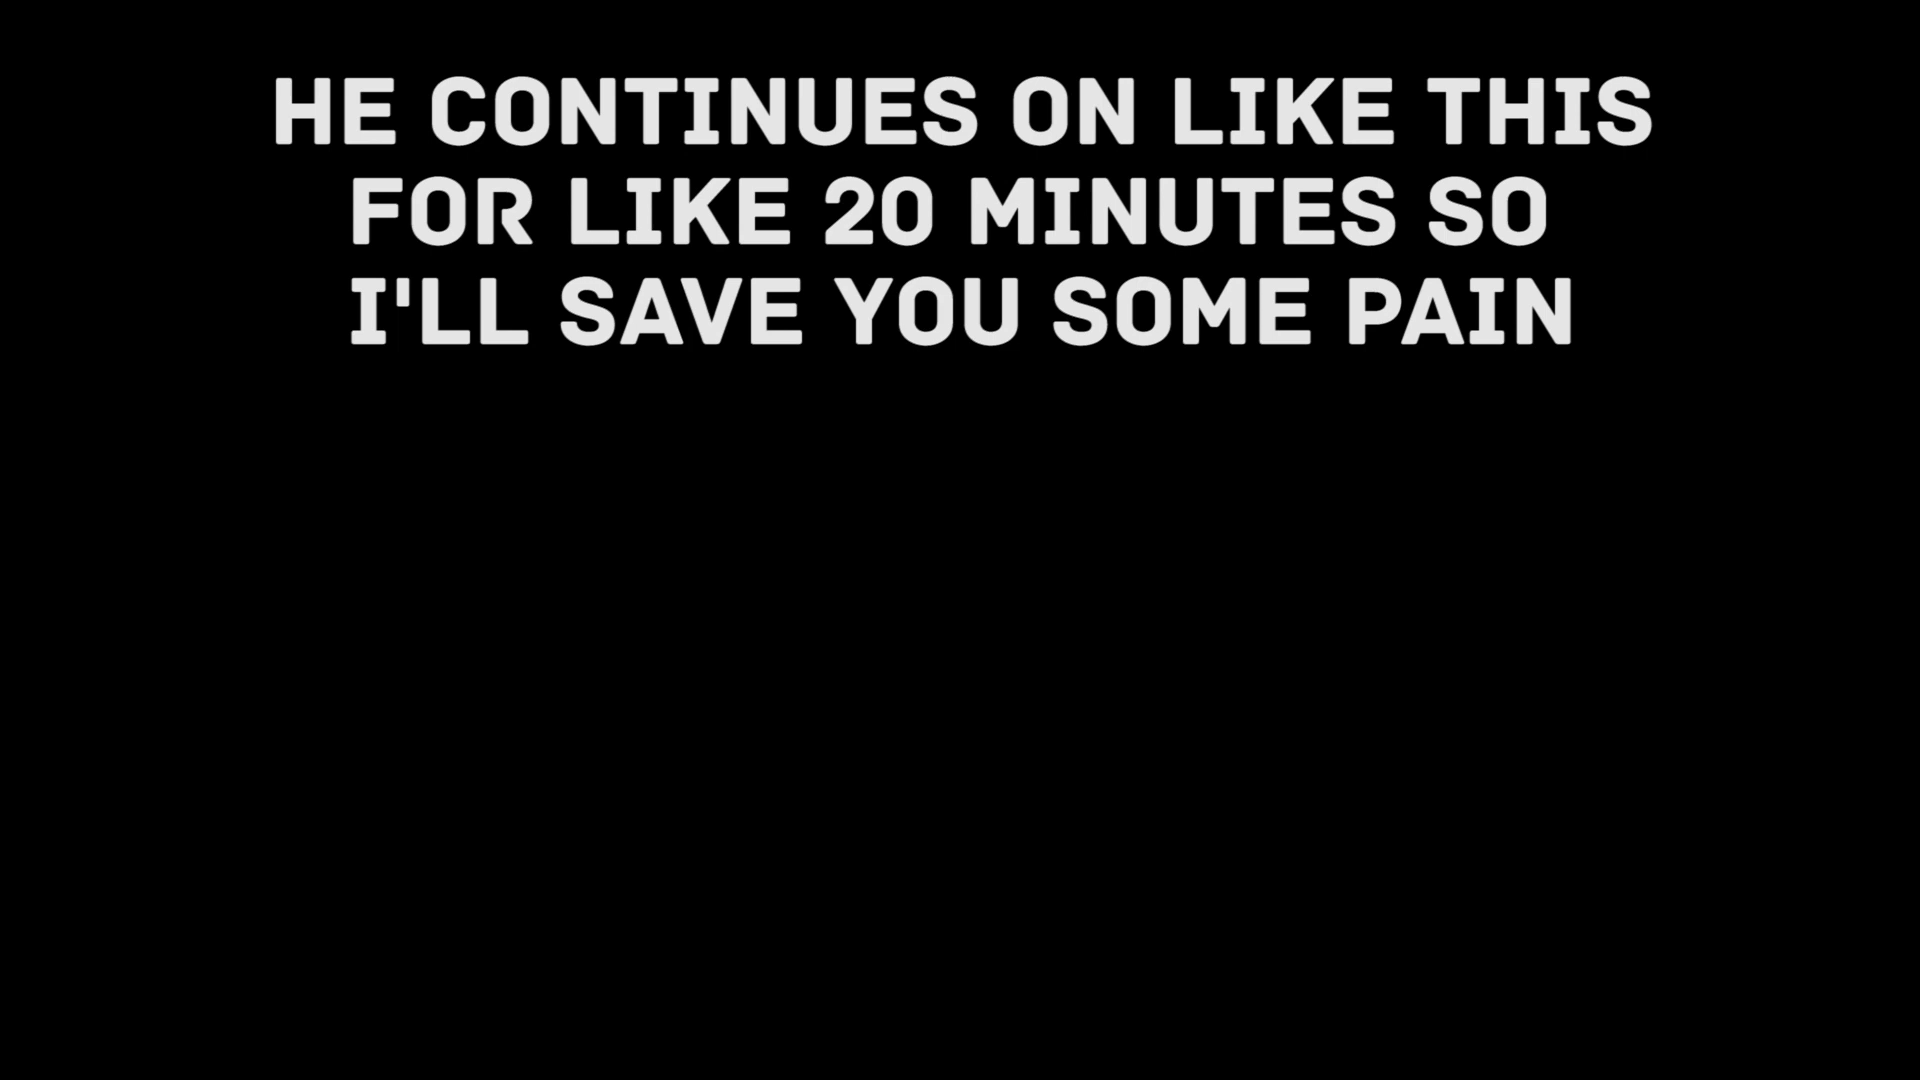 HE CONTINUES ON LIKE THIS
FOR LIKE 20 MINUTES SO
I'LL SAVE YOU SOME PAIN